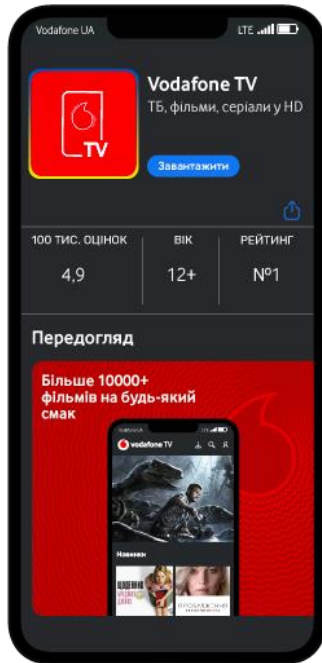 Vodafone UA LTE
TV
Vodafone TV
ТБ, фільми, серіали у HD
Завантажити
100 ТИС. ОЦІНОК ВІК РЕЙТИНГ
4,9 12+ №1
Передогляд
Більше 10000+
фільмів на будь-який
смак
vodafone TV
Новинки
ЩОДЕННИК